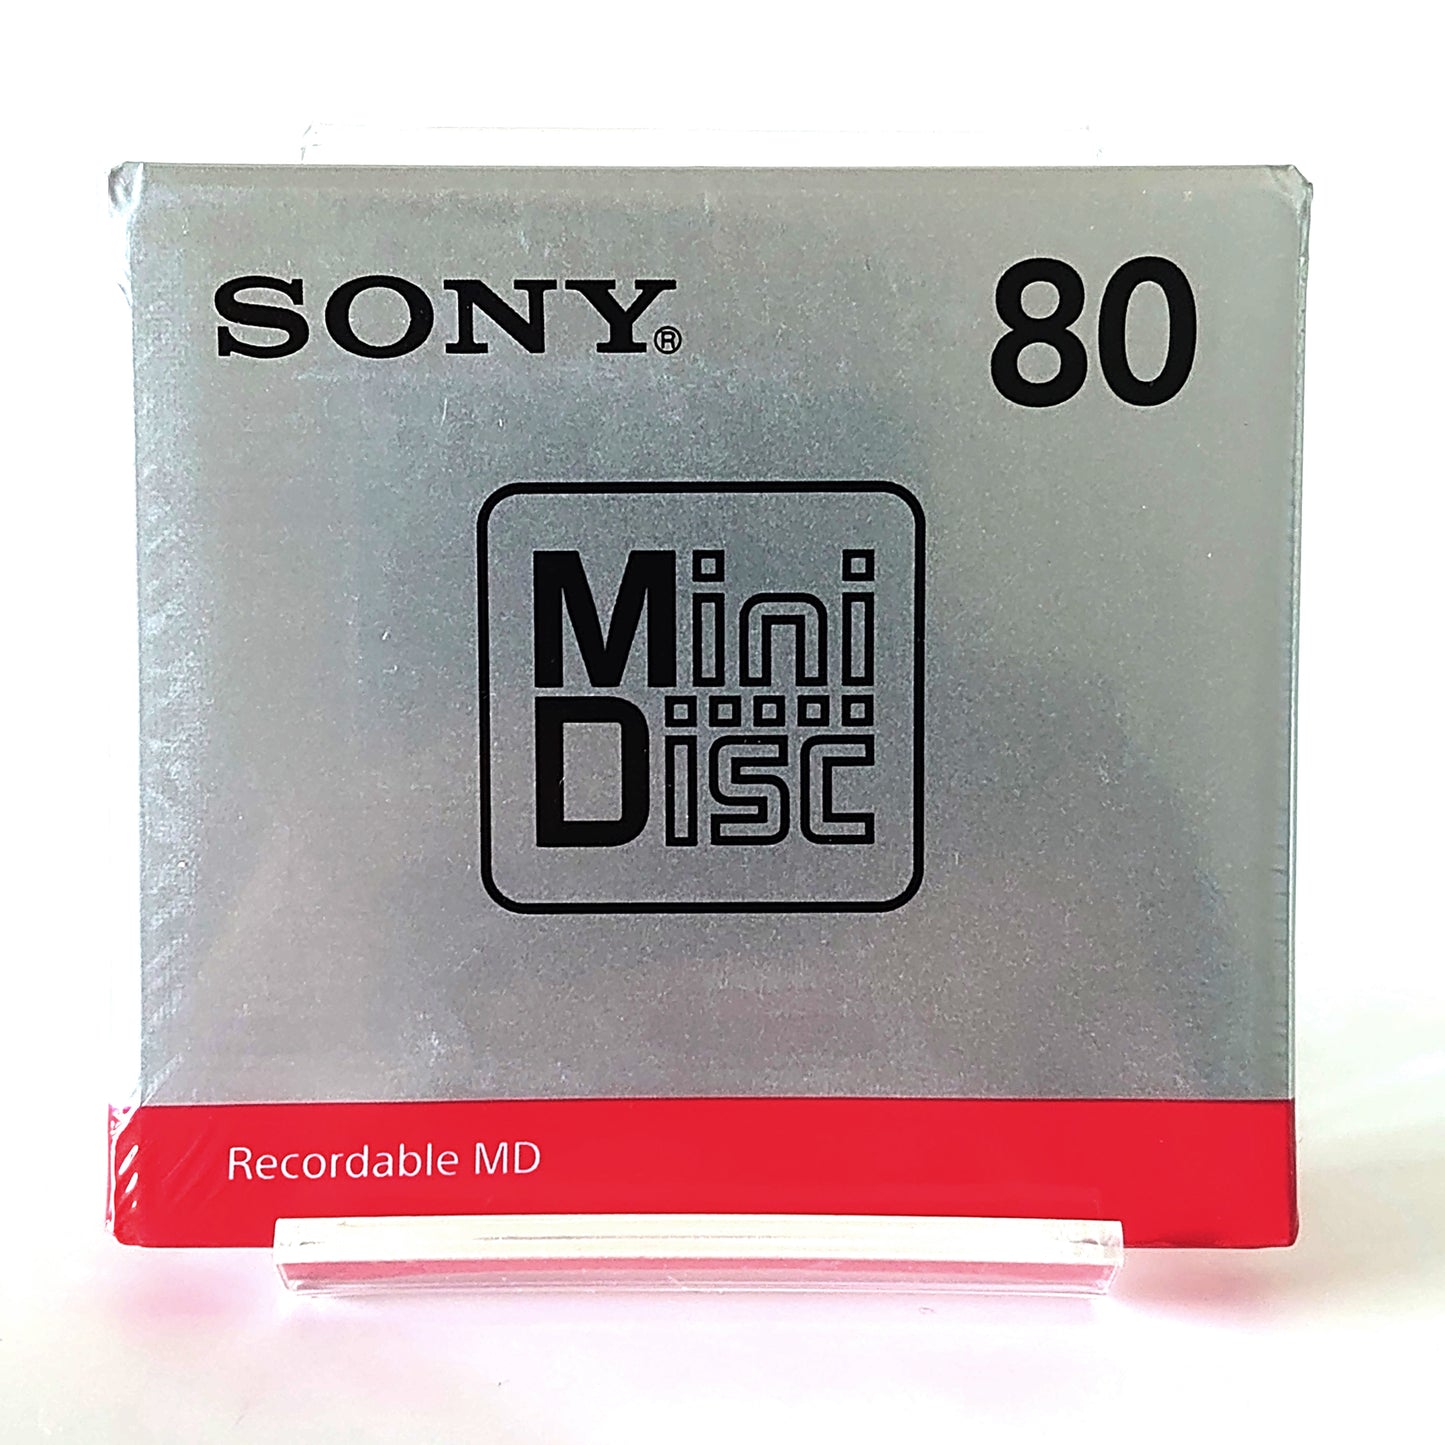 SONY®
80
Mini
Disc
Recordable MD